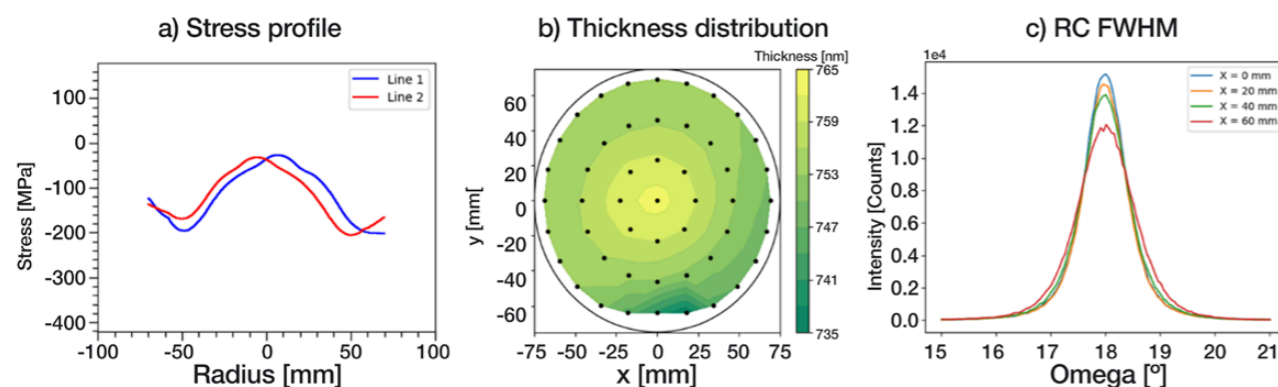 a) Stress profile
Line 1
Line 2
100
0
-100
-200
-300
-400
Stress [MPa]
-100
-50
0
50
100
Radius [mm]
b) Thickness distribution
Thickness [nm]
765
759
753
747
741
735
60
40
20
0
-20
-40
-60
y [mm[
-75
-50
-25
0
25
50
75
x [mm]
c) RC FWHM
1e4
X = 0 mm
X = 20 mm
X = 40 mm
X = 60 mm
1.4
1.2
1.0
0.8
0.6
0.4
0.2
0.0
Intensity [Counts]
15
16
17
18
19
20
21
Omega [º]